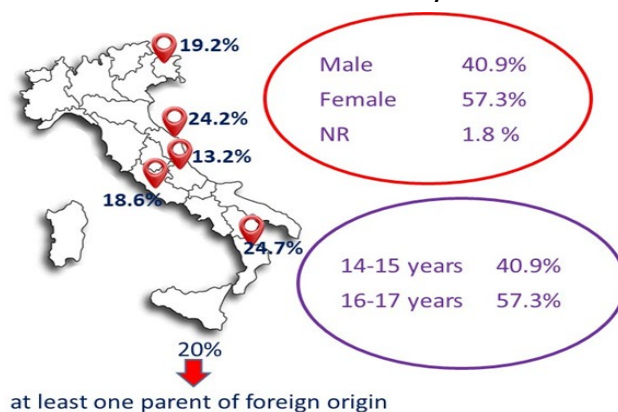 19.2%
24.2%
13.2%
18.6%
24.7%
Male 40.9%
Female 57.3%
NR 1.8 %
14-15 years 40.9%
16-17 years 57.3%
20%
at least one parent of foreign origin